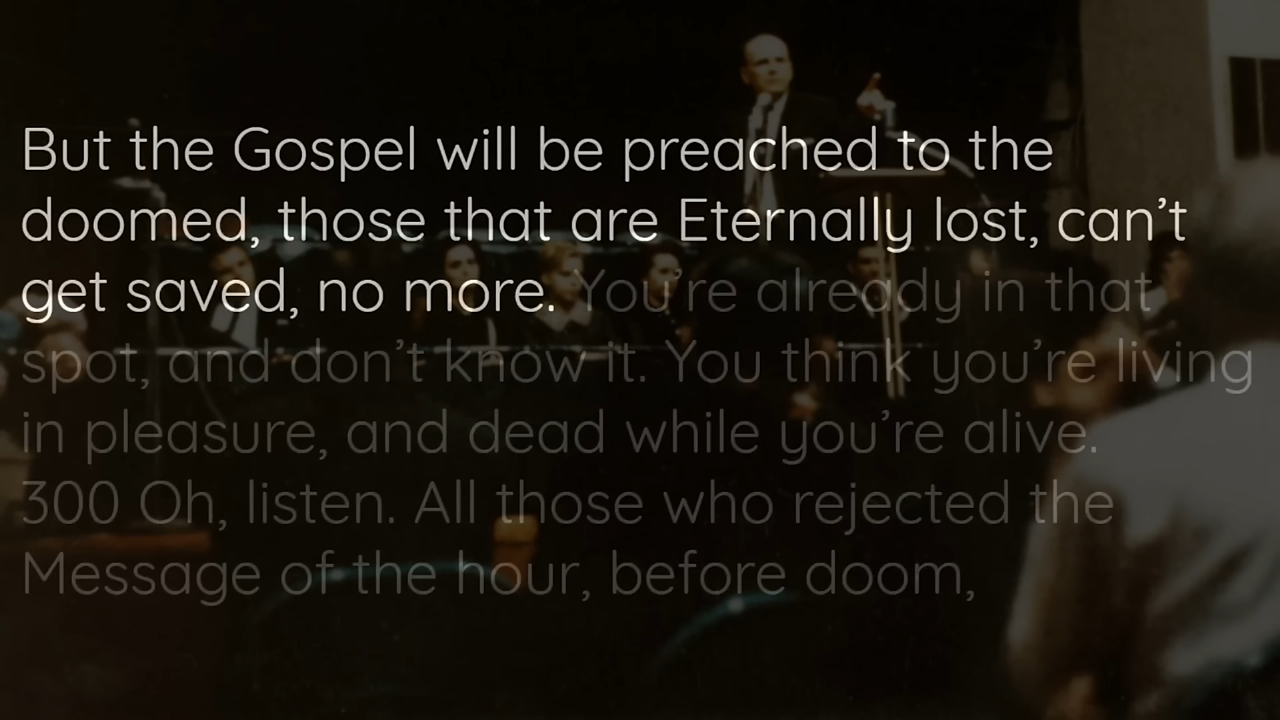 But the Gospel will be preached to the
doomed, those that are Eternally lost, can’t
get saved, no more. You’re already in that
spot, and don’t know it. You think you’re living
in pleasure, and dead while you’re alive.
300 Oh, listen. All those who rejected the
Message of the hour, before doom,